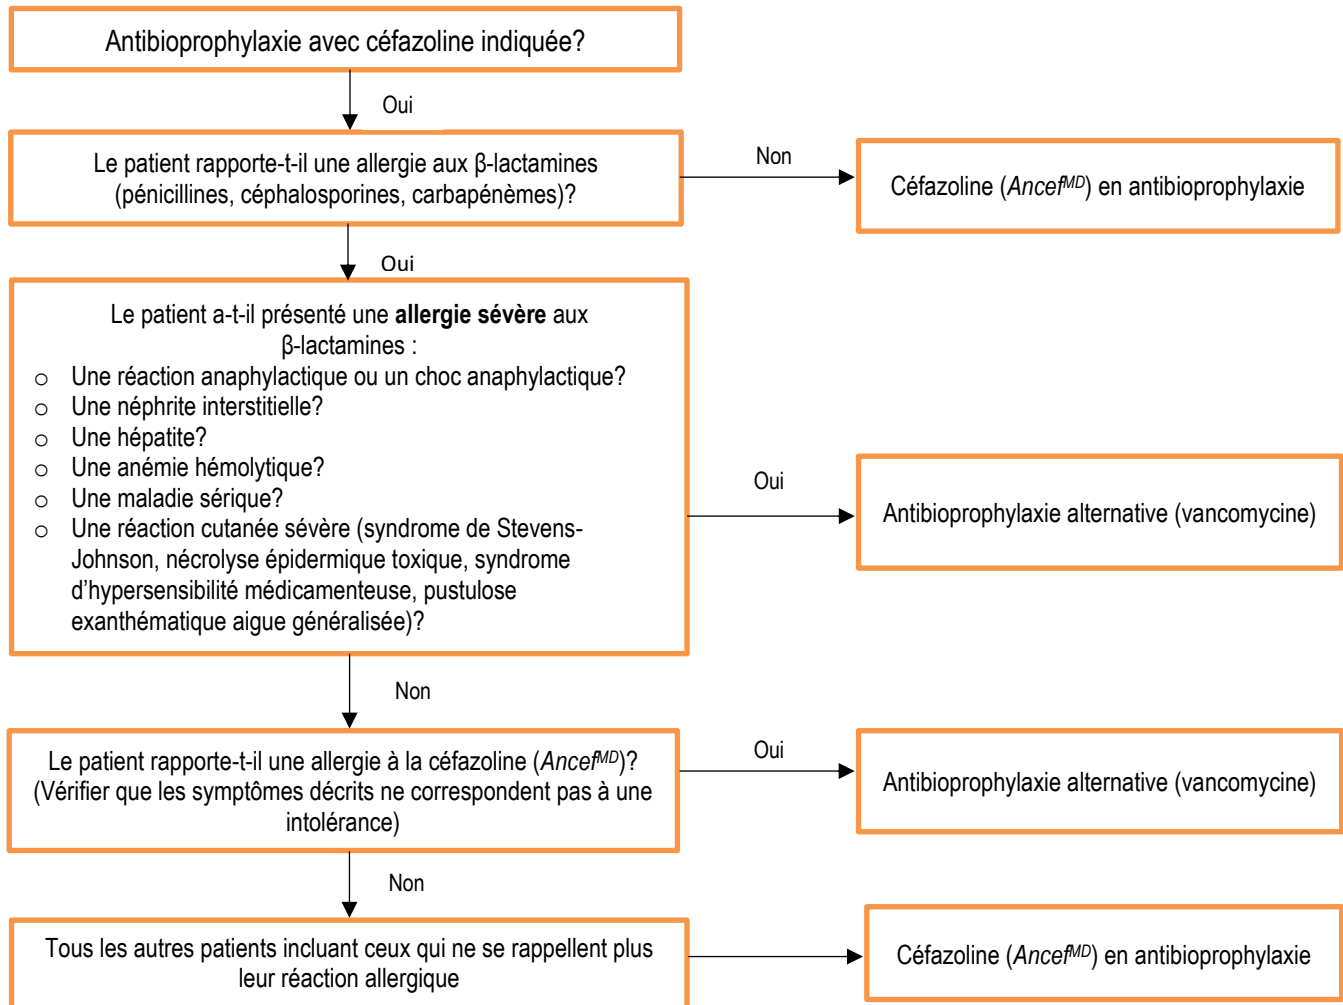 Antibioprophylaxie avec céfazoline indiquée?
Oui
Le patient rapporte-t-il une allergie aux β-lactamines
(pénicillines, céphalosporines, carbapénèmes)?
Non
Céfazoline (AncefMD) en antibioprophylaxie
Oui
Le patient a-t-il présenté une allergie sévère aux
β-lactamines :
o Une réaction anaphylactique ou un choc anaphylactique?
o Une néphrite interstitielle?
o Une hépatite?
o Une anémie hémolytique?
o Une maladie sérique?
o Une réaction cutanée sévère (syndrome de Stevens-
Johnson, nécrolyse épidermique toxique, syndrome
d’hypersensibilité médicamenteuse, pustulose
exanthématique aigue généralisée)?
Oui
Antibioprophylaxie alternative (vancomycine)
Non
Le patient rapporte-t-il une allergie à la céfazoline (AncefMD)?
(Vérifier que les symptômes décrits ne correspondent pas à une
intolérance)
Oui
Antibioprophylaxie alternative (vancomycine)
Non
Tous les autres patients incluant ceux qui ne se rappellent plus
leur réaction allergique
Céfazoline (AncefMD) en antibioprophylaxie